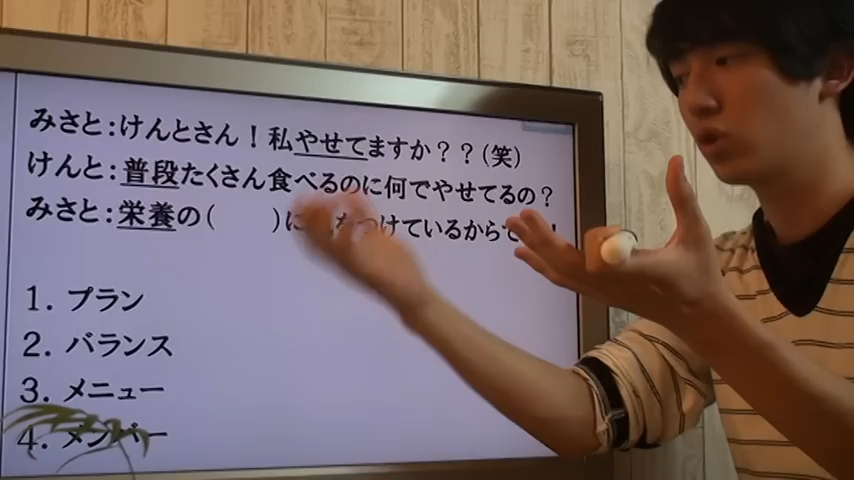 みさと:けんとさん！私やせてますか？？(笑)
けんと:普段たくさん食べるのに何でやせてるの？
みさと:栄養の(　　　)に をつけているからで！
1. プラン
2. バランス
3. メニュー
4. メンバー